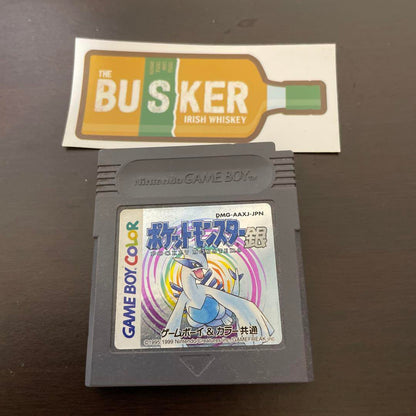 THE
BUSKER
IRISH WHISKEY
Nintendo GAME BOY
DMG-AAXJ-JPN
ポケットモンスター銀
GAME BOY COLOR
ゲームボーイ&カラー共通